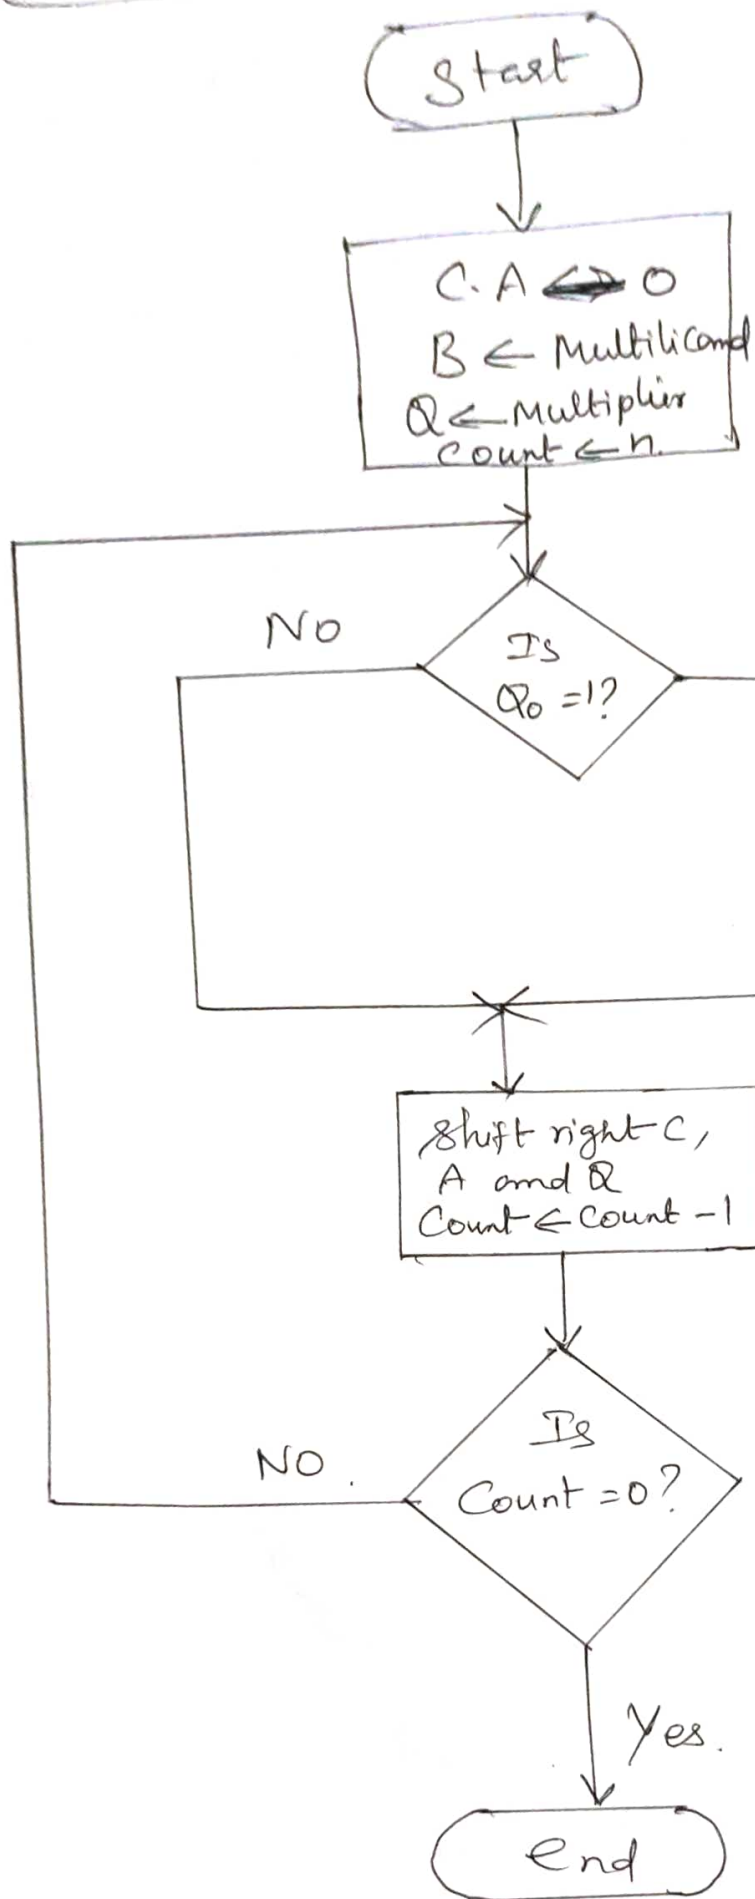 Start
C. A ⟺ 0
B ← Multilicand
Q ← Multiplier
Count ← n.
NO
Is
Q0 = 1?
Shift right C,
A and Q
Count ← Count - 1
Is
Count = 0?
NO.
Yes.
end